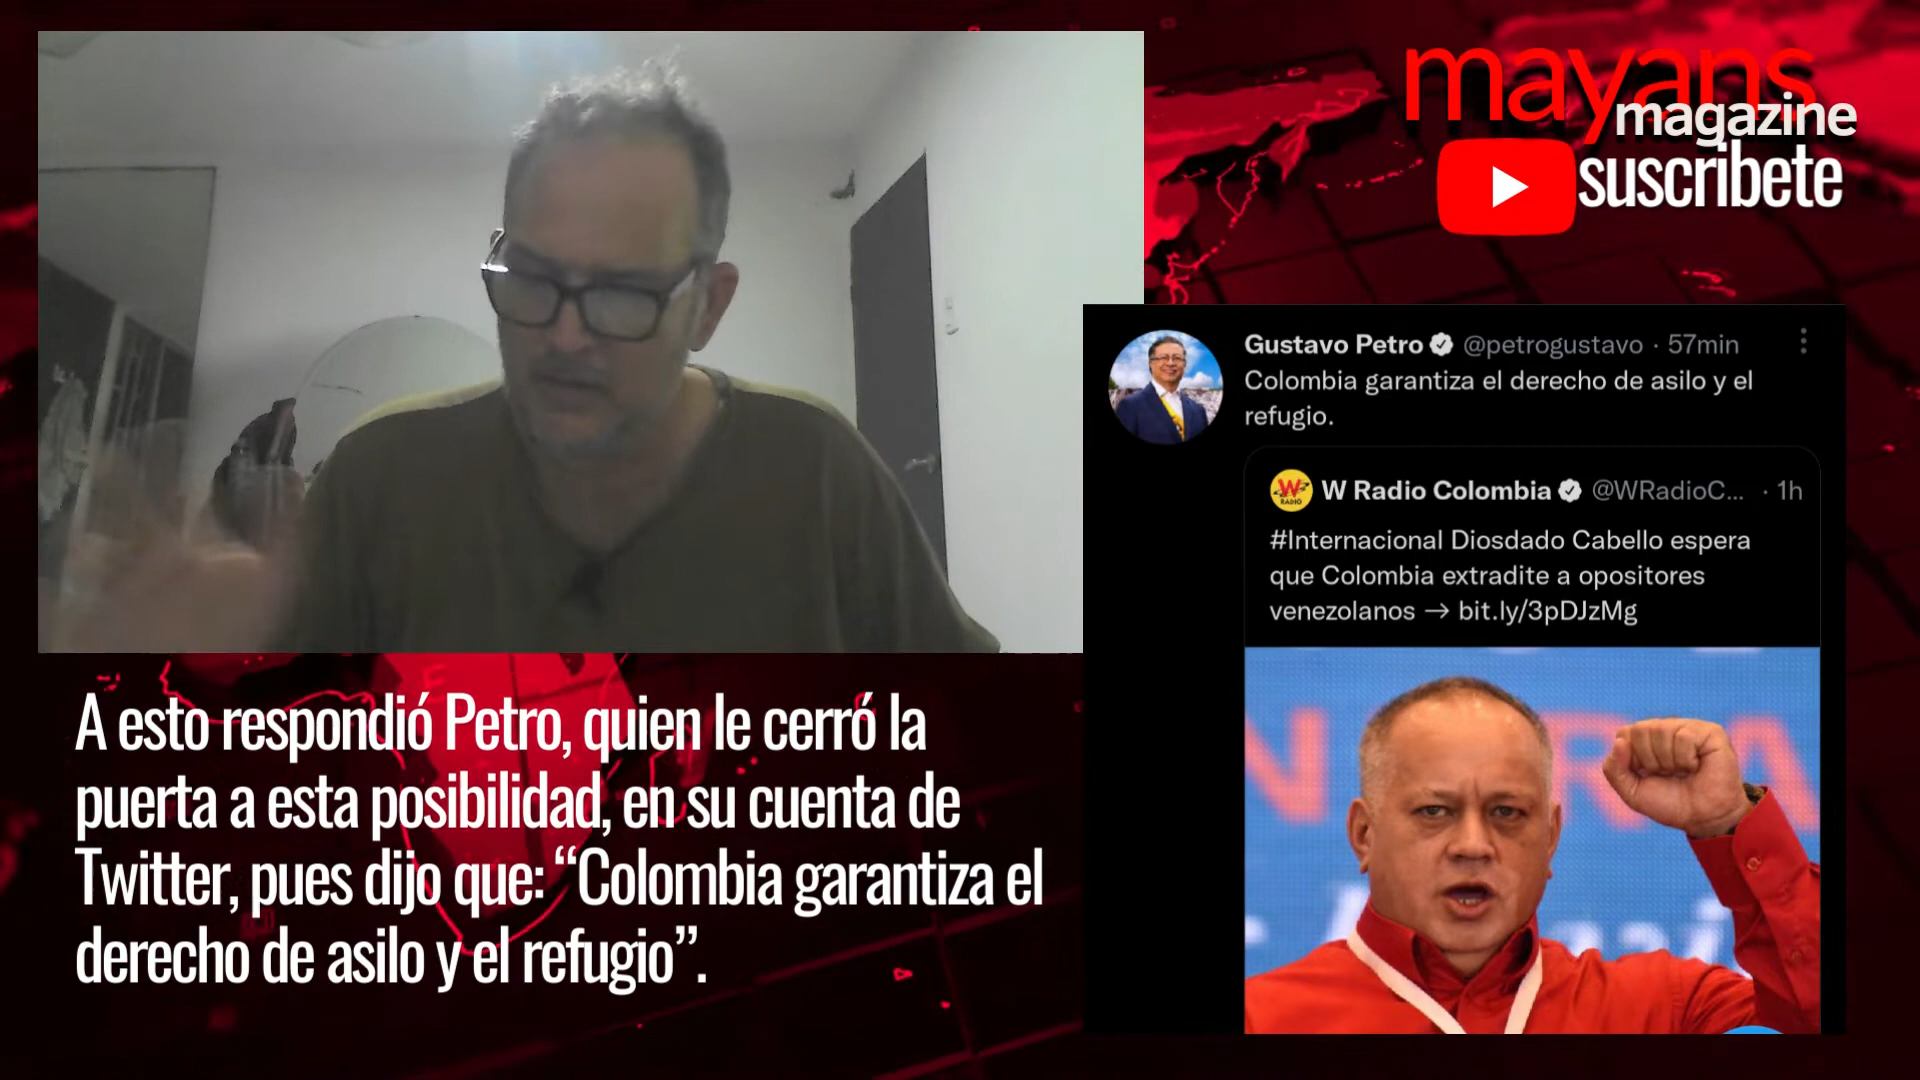 mayans
magazine
suscribete
Gustavo Petro @petrogustavo · 57min
Colombia garantiza el derecho de asilo y el
refugio.
W RADIO
W Radio Colombia @WRadioC... · 1h
#Internacional Diosdado Cabello espera
que Colombia extradite a opositores
venezolanos → bit.ly/3pDJzMg
A esto respondió Petro, quien le cerró la
puerta a esta posibilidad, en su cuenta de
Twitter, pues dijo que: “Colombia garantiza el
derecho de asilo y el refugio”.